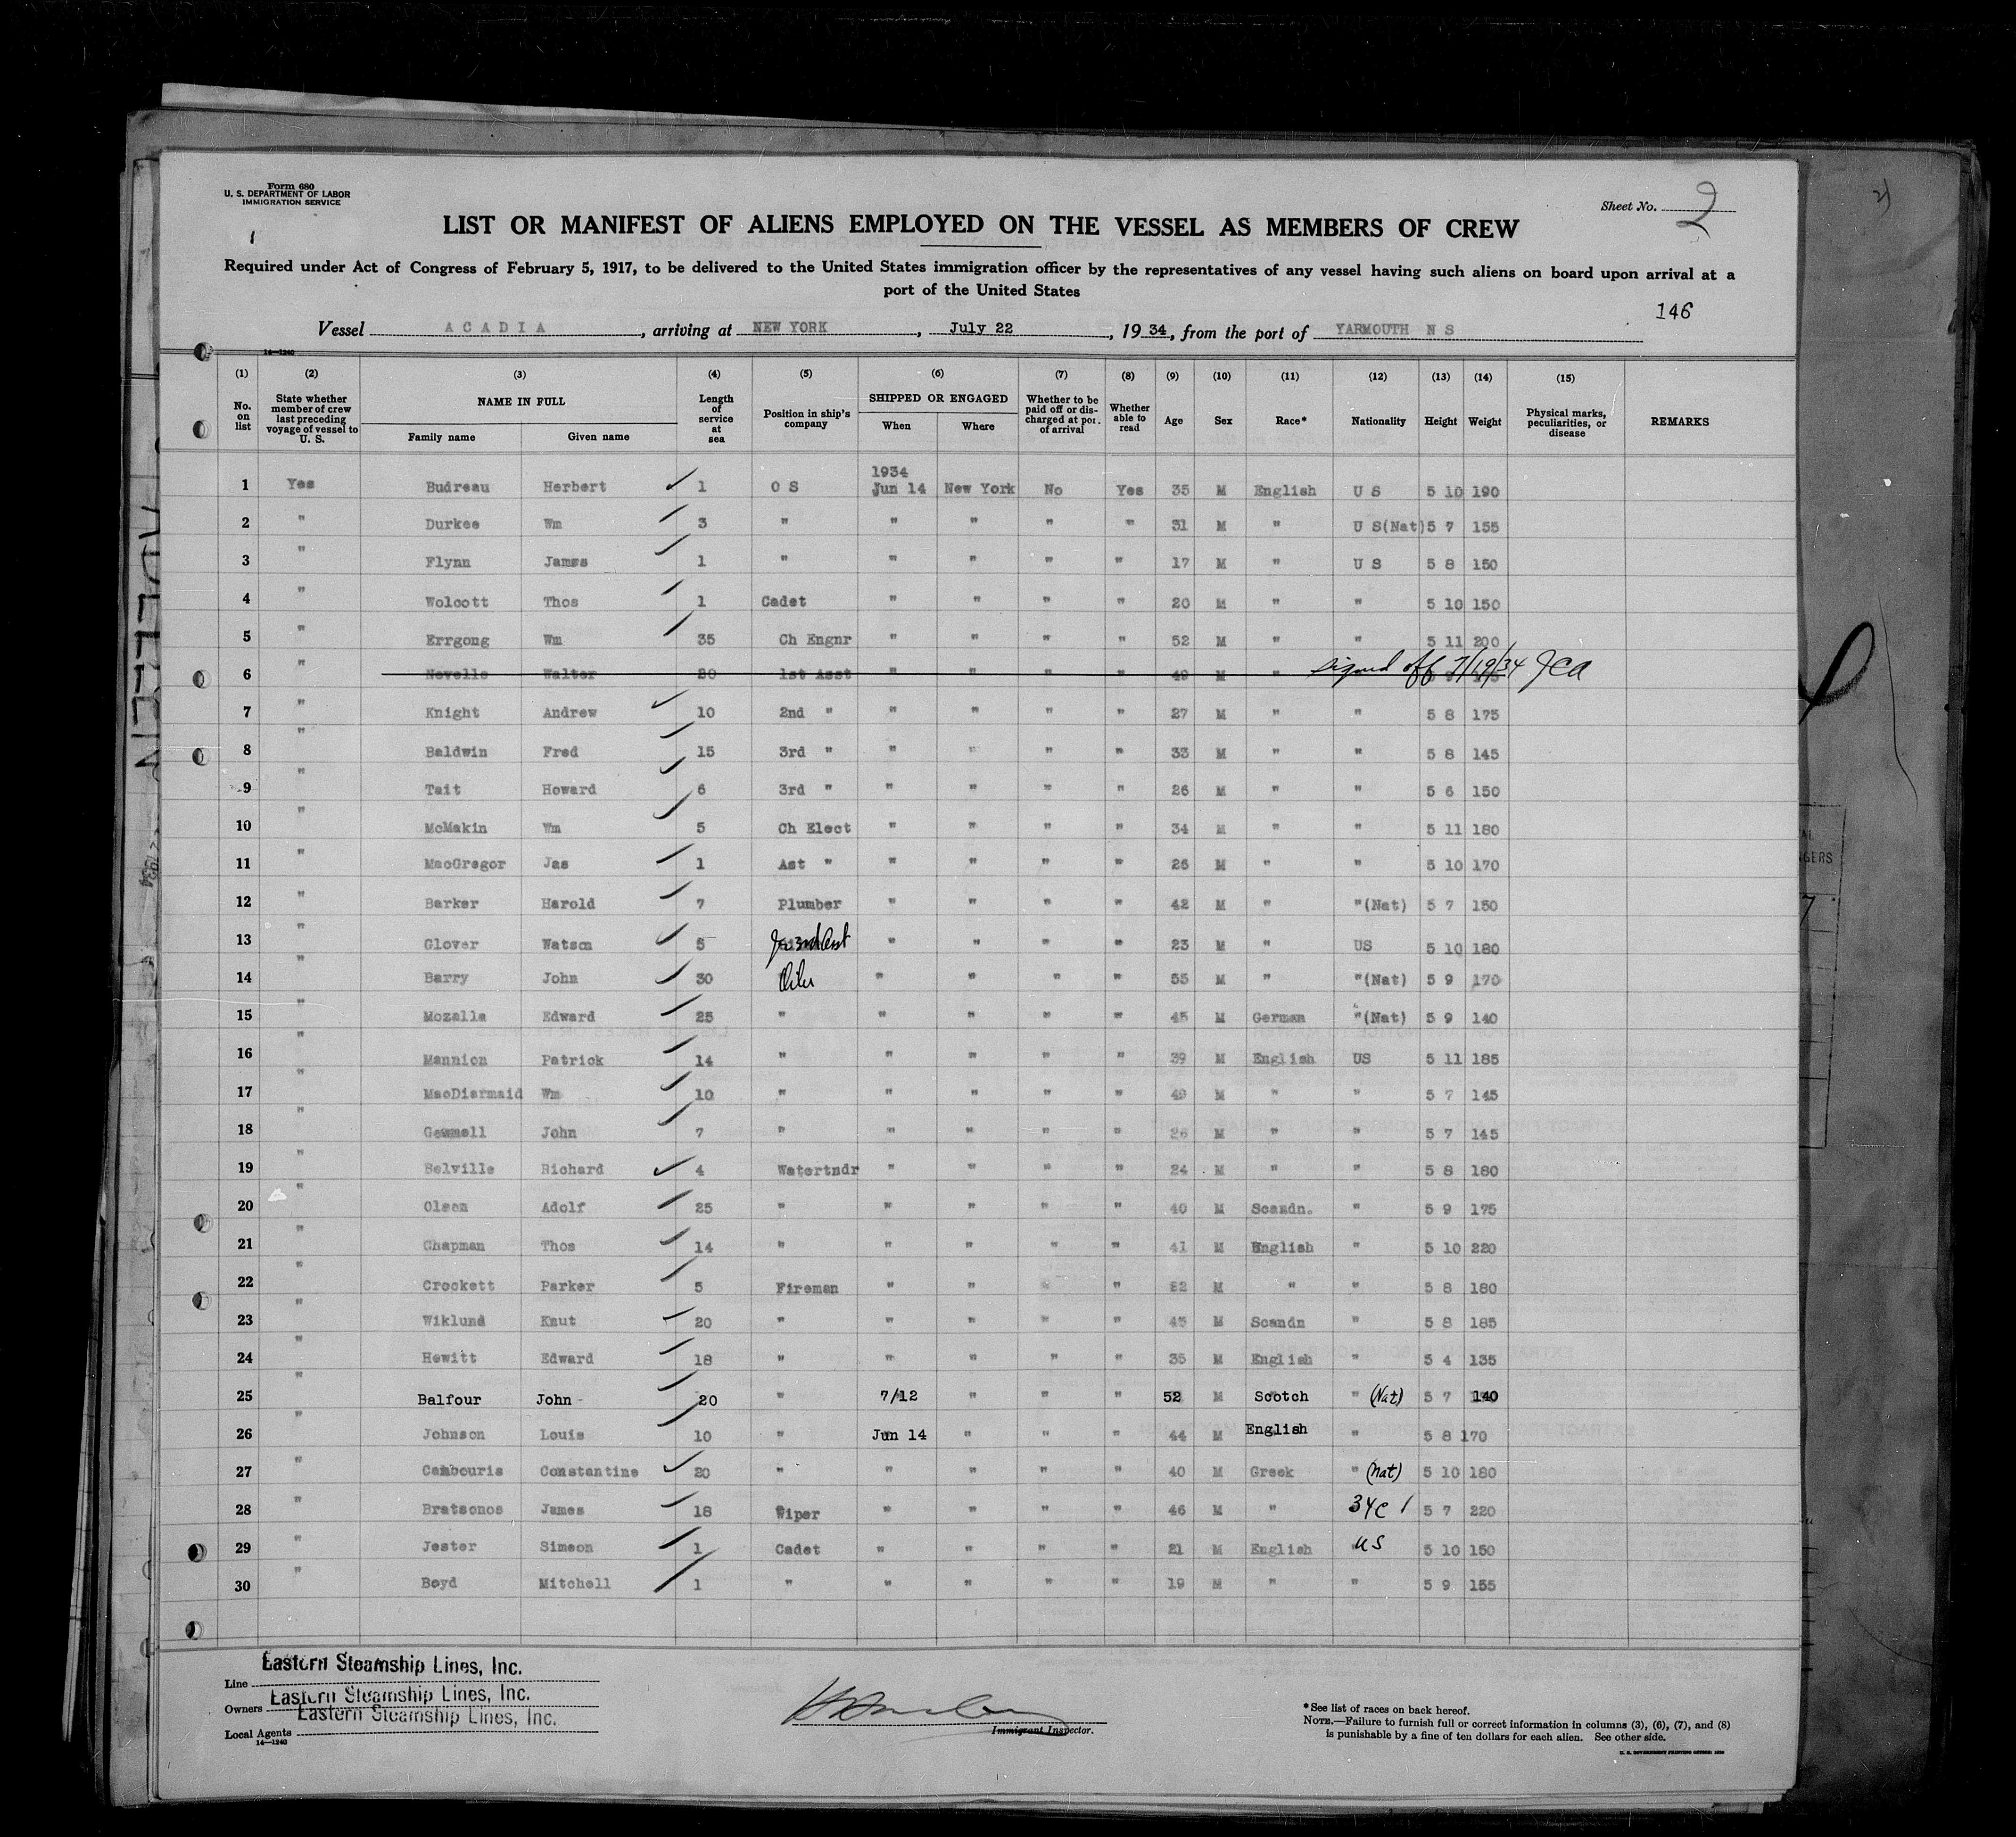 Form 680
U. S. DEPARTMENT OF LABOR
IMMIGRATION SERVICE
Sheet No. 2
LIST OR MANIFEST OF ALIENS EMPLOYED ON THE VESSEL AS MEMBERS OF CREW
Required under Act of Congress of February 5, 1917, to be delivered to the United States immigration officer by the representatives of any vessel having such aliens on board upon arrival at a
port of the United States
146
Vessel ACADIA, arriving at NEW YORK, July 22, 1934, from the port of YARMOUTH N S
14—1240
(1) No. on list (2) State whether member of crew last preceding voyage of vessel to U. S. (3) NAME IN FULL Family name Given name (4) Length of service at sea (5) Position in ship's company (6) SHIPPED OR ENGAGED When Where (7) Whether to be paid off or discharged at port of arrival (8) Whether able to read (9) Age (10) Sex (11) Race* (12) Nationality (13) Height (14) Weight (15) Physical marks, peculiarities, or disease REMARKS
1 Yes Budreau Herbert 1 O S 1934 Jun 14 New York No Yes 35 M English U S 5 10 190
2 " Durkee Wm 3 " " " " " 31 M " U S(Nat) 5 7 155
3 " Flynn James 1 " " " " " 17 M " U S 5 8 150
4 " Wolcott Thos 1 Cadet " " " " 20 M " " 5 10 150
5 " Errgong Wm 35 Ch Engnr " " " " 52 M " " 5 11 200
6 " Nevelle Walter 20 1st Asst " " " " 49 M " signed off 7/19/34 JCA
7 " Knight Andrew 10 2nd " " " " " 27 M " " 5 8 175
8 " Baldwin Fred 15 3rd " " " " " 33 M " " 5 8 145
9 " Tait Howard 6 3rd " " " " " 26 M " " 5 6 150
10 " McMakin Wm 5 Ch Elect " " " " 34 M " " 5 11 180
11 " MacGregor Jas 1 Ast " " " " " 26 M " " 5 10 170
12 " Barker Harold 7 Plumber " " " " 42 M " "(Nat) 5 7 150
13 " Glover Watson 5 Jr 3rd Asst " " " " 23 M " US 5 10 180
14 " Barry John 30 Oiler " " " " 55 M " "(Nat) 5 9 170
15 " Mozalla Edward 25 " " " " " 45 M German "(Nat) 5 9 140
16 " Mannion Patrick 14 " " " " " 39 M English US 5 11 185
17 " MacDiarmaid Wm 10 " " " " " 49 M " " 5 7 145
18 " Gemmell John 7 " " " " " 26 M " " 5 7 145
19 " Belville Richard 4 Watertndr " " " " 24 M " " 5 8 180
20 " Olsen Adolf 25 " " " " " 40 M Scandn. " 5 9 175
21 " Chapman Thos 14 " " " " " 41 M English " 5 10 220
22 " Crockett Parker 5 Fireman " " " " 22 M " " 5 8 180
23 " Wiklund Knut 20 " " " " " 45 M Scandn " 5 8 185
24 " Hewitt Edward 18 " " " " " 35 M English " 5 4 135
25 " Balfour John 20 " 7/12 " " " 52 M Scotch " (Nat) 5 7 140
26 " Johnson Louis 10 " Jun 14 " " " 44 M English " 5 8 170
27 " Cambouris Constantine 20 " " " " " 40 M Greek " (Nat) 5 10 180
28 " Bratsonos James 18 Wiper " " " " 46 M " 5 7 220
29 " Jester Simeon 1 Cadet " " " " 21 M English US 5 10 150
30 " Boyd Mitchell 1 " " " " " 19 M " " 5 9 155
Line Eastern Steamship Lines, Inc.
Owners Eastern Steamship Lines, Inc.
Local Agents Eastern Steamship Lines, Inc.
14—1240
Immigrant Inspector.
*See list of races on back hereof.
NOTE.—Failure to furnish full or correct information in columns (3), (6), (7), and (8)
is punishable by a fine of ten dollars for each alien. See other side.